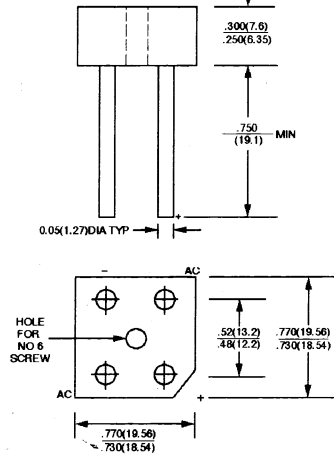 .300(7.6)
.250(6.35)
.750
(19.1)
MIN
0.05(1.27)DIA TYP
+
–
AC
HOLE
FOR
NO 6
SCREW
.52(13.2)
.48(12.2)
.770(19.56)
.730(18.54)
AC
+
.770(19.56)
.730(18.54)